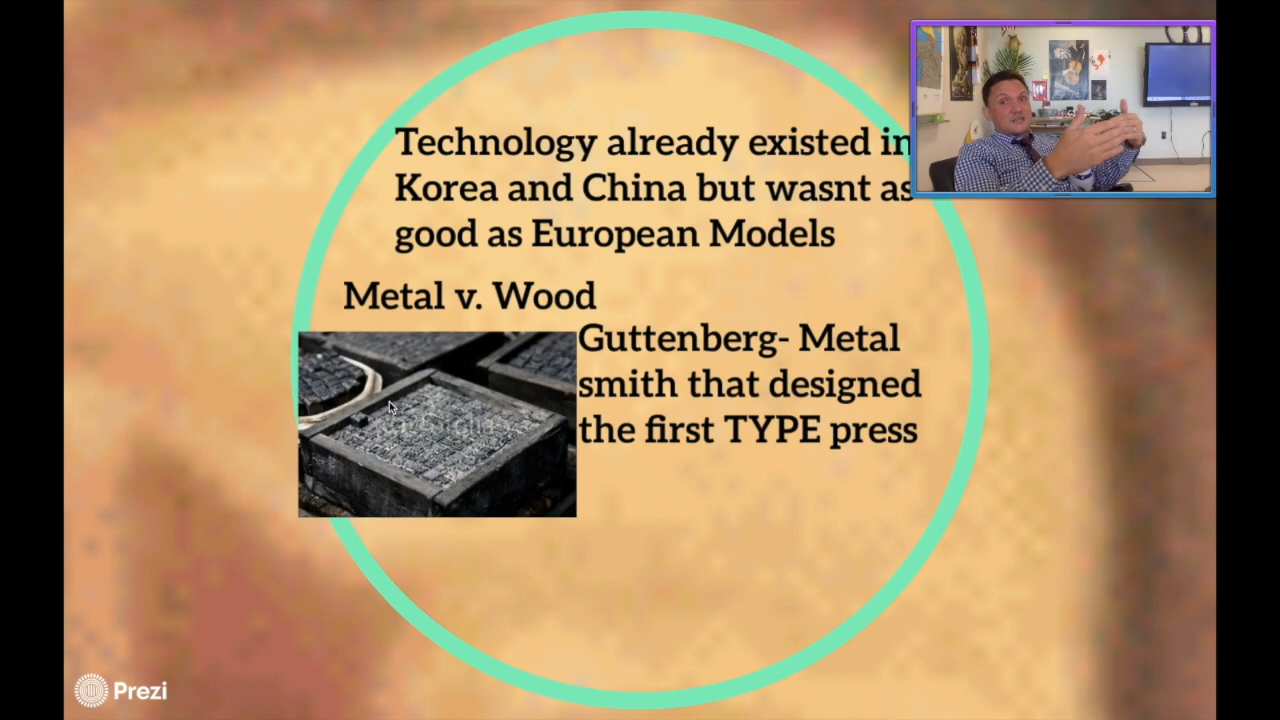 Technology already existed in
Korea and China but wasnt as
good as European Models
Metal v. Wood
Guttenberg- Metal
smith that designed
the first TYPE press
Prezi